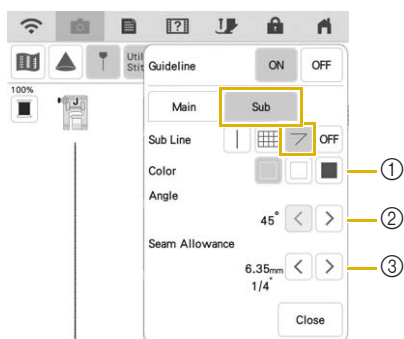 Util
Stit
100%
J
Guideline
ON
OFF
Main
Sub
Sub Line
OFF
Color
①
Angle
45°
②
Seam Allowance
6.35mm
③
1/4"
Close